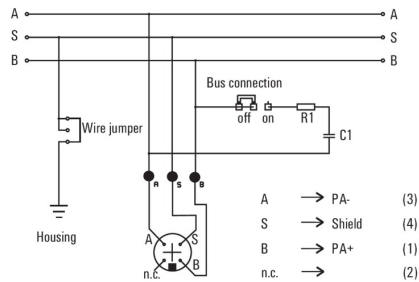 A A
S S
B B
Bus connection
off on R1
C1
Wire jumper
A S B
Housing
A S
n.c. B
A → PA- (3)
S → Shield (4)
B → PA+ (1)
n.c. → (2)